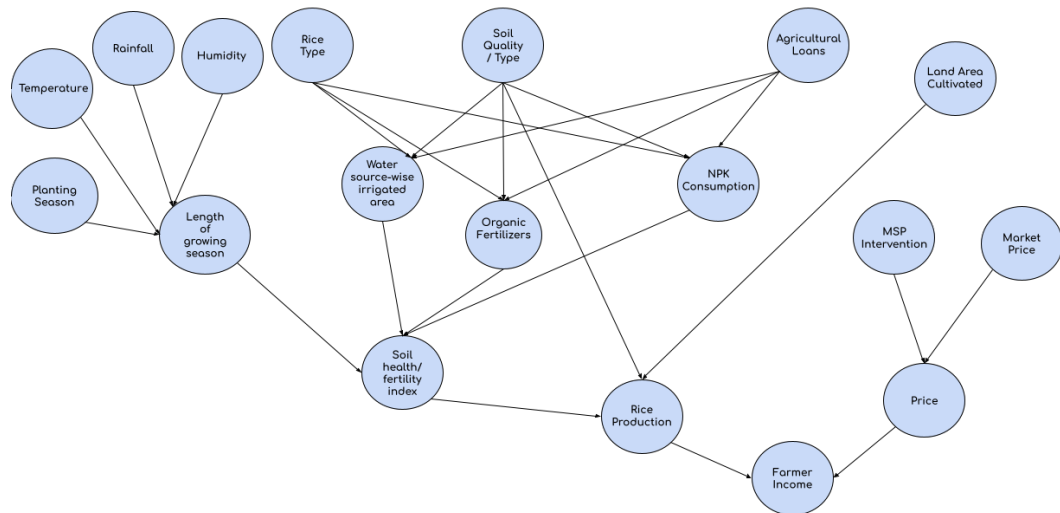 Rainfall
Humidity
Rice
Type
Soil
Quality
/ Type
Agricultural
Loans
Temperature
Land Area
Cultivated
Planting
Season
Water
source-wise
irrigated
area
NPK
Consumption
Length
of
growing
season
Organic
Fertilizers
MSP
Intervention
Market
Price
Soil
health/
fertility
index
Rice
Production
Price
Farmer
Income